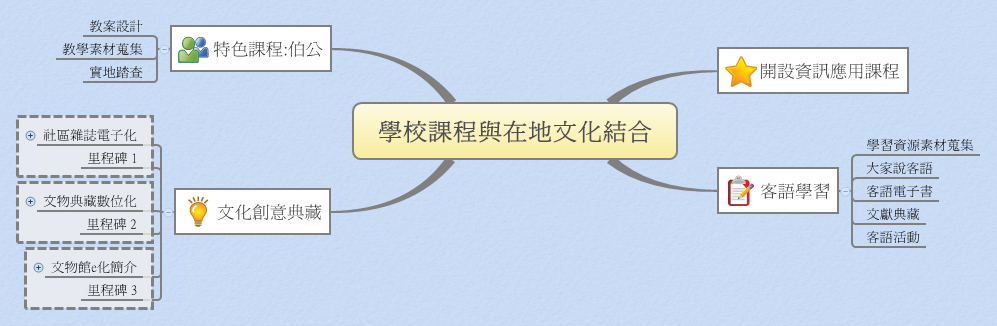 學校課程與在地文化結合
特色課程:伯公
教案設計
教學素材蒐集
實地踏查
文化創意典藏
社區雜誌電子化
里程碑 1
文物典藏數位化
里程碑 2
文物館e化簡介
里程碑 3
開設資訊應用課程
客語學習
學習資源素材蒐集
大家說客語
客語電子書
文獻典藏
客語活動